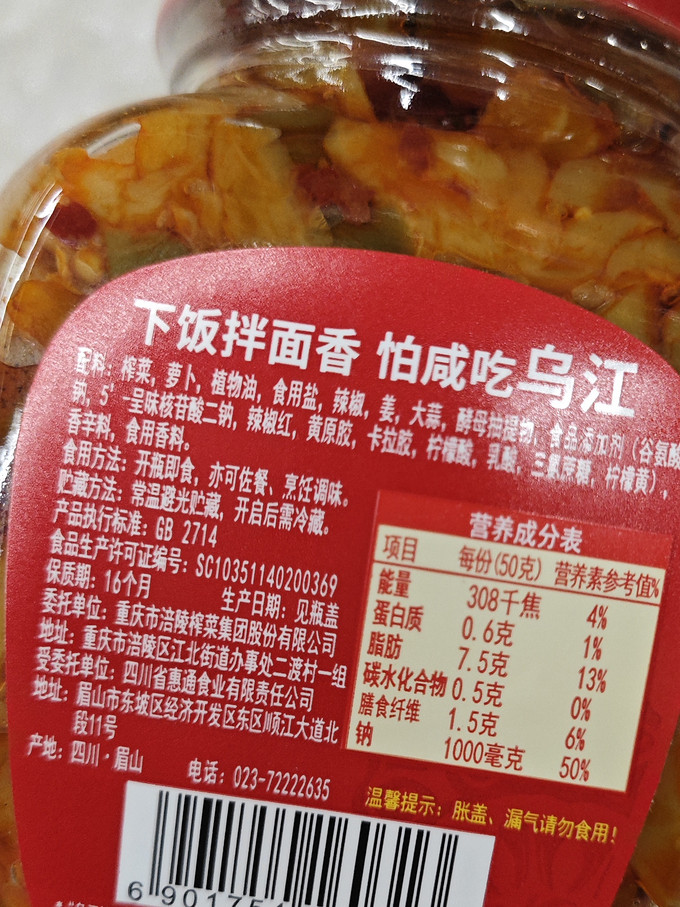 下饭拌面香 怕咸吃乌江
配料：榨菜，萝卜，植物油，食用盐，辣椒，姜，大蒜，酵母抽提物，食品添加剂（谷氨酸
钠，5'-呈味核苷酸二钠，辣椒红，黄原胶，卡拉胶，柠檬酸，乳酸，三氯蔗糖，柠檬黄），
香辛料，食用香料。
食用方法：开瓶即食，亦可佐餐、烹饪调味。
贮藏方法：常温避光贮藏，开启后需冷藏。
产品执行标准：GB 2714
食品生产许可证编号：SC10351140200369
保质期：16个月 生产日期：见瓶盖
委托单位：重庆市涪陵榨菜集团股份有限公司
地址：重庆市涪陵区江北街道办事处二渡村一组
受委托单位：四川省惠通食业有限责任公司
地址：眉山市东坡区经济开发区东区顺江大道北
段11号
产地：四川·眉山 电话：023-72222635
营养成分表
项目 每份(50克) 营养素参考值%
能量 308千焦 4%
蛋白质 0.6克 1%
脂肪 7.5克 13%
碳水化合物 0.5克 0%
膳食纤维 1.5克 6%
钠 1000毫克 50%
温馨提示：胀盖、漏气请勿食用！
6 901754